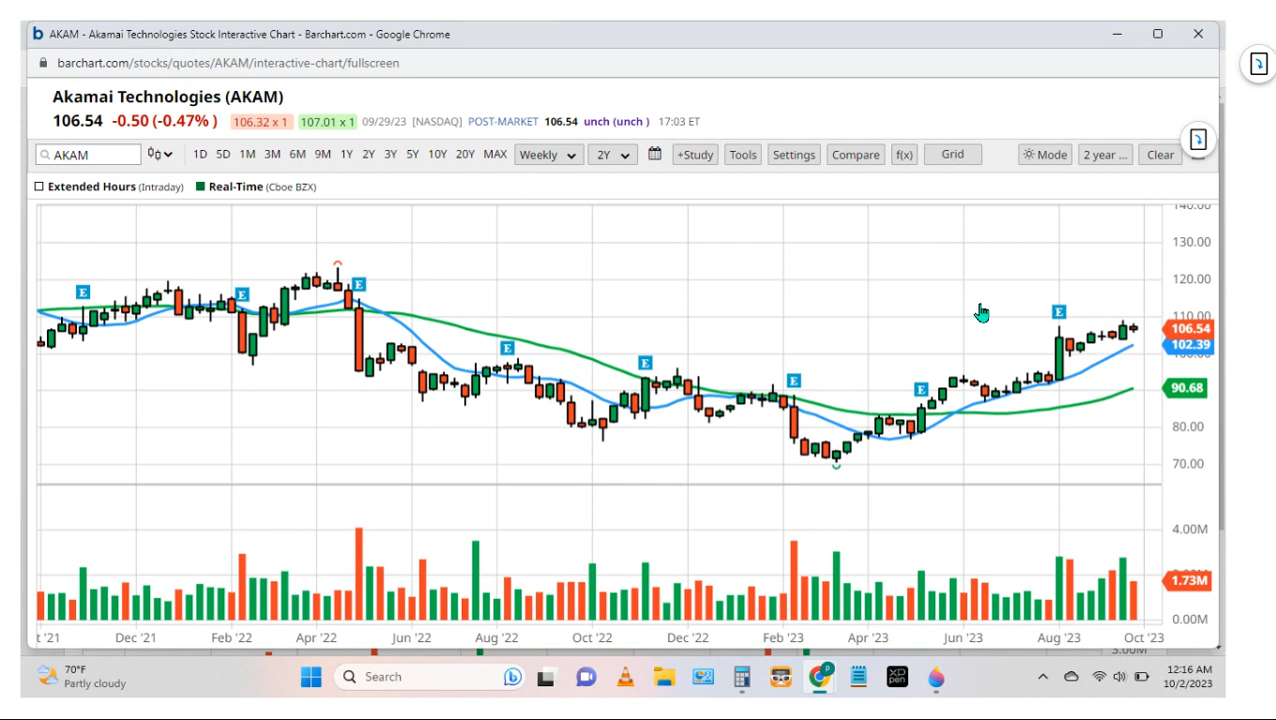 AKAM - Akamai Technologies Stock Interactive Chart - Barchart.com - Google Chrome
barchart.com/stocks/quotes/AKAM/interactive-chart/fullscreen
Akamai Technologies (AKAM)
106.54 -0.50 (-0.47% ) 106.32 x 1 107.01 x 1 09/29/23 [NASDAQ] POST-MARKET 106.54 unch (unch ) 17:03 ET
AKAM 1D 5D 1M 3M 6M 9M 1Y 2Y 3Y 5Y 10Y 20Y MAX Weekly 2Y +Study Tools Settings Compare f(x) Grid Mode 2 year ... Clear
Extended Hours (Intraday) Real-Time (Cboe BZX)
140.00
130.00
120.00
110.00
106.54
102.39
100.00
90.68
80.00
70.00
E E E E E E E E
4.00M
1.73M
0.00M
t '21 Dec '21 Feb '22 Apr '22 Jun '22 Aug '22 Oct '22 Dec '22 Feb '23 Apr '23 Jun '23 Aug '23 Oct '23
3.00M
70°F
Partly cloudy
Search
XP
PEN
12:16 AM
10/2/2023